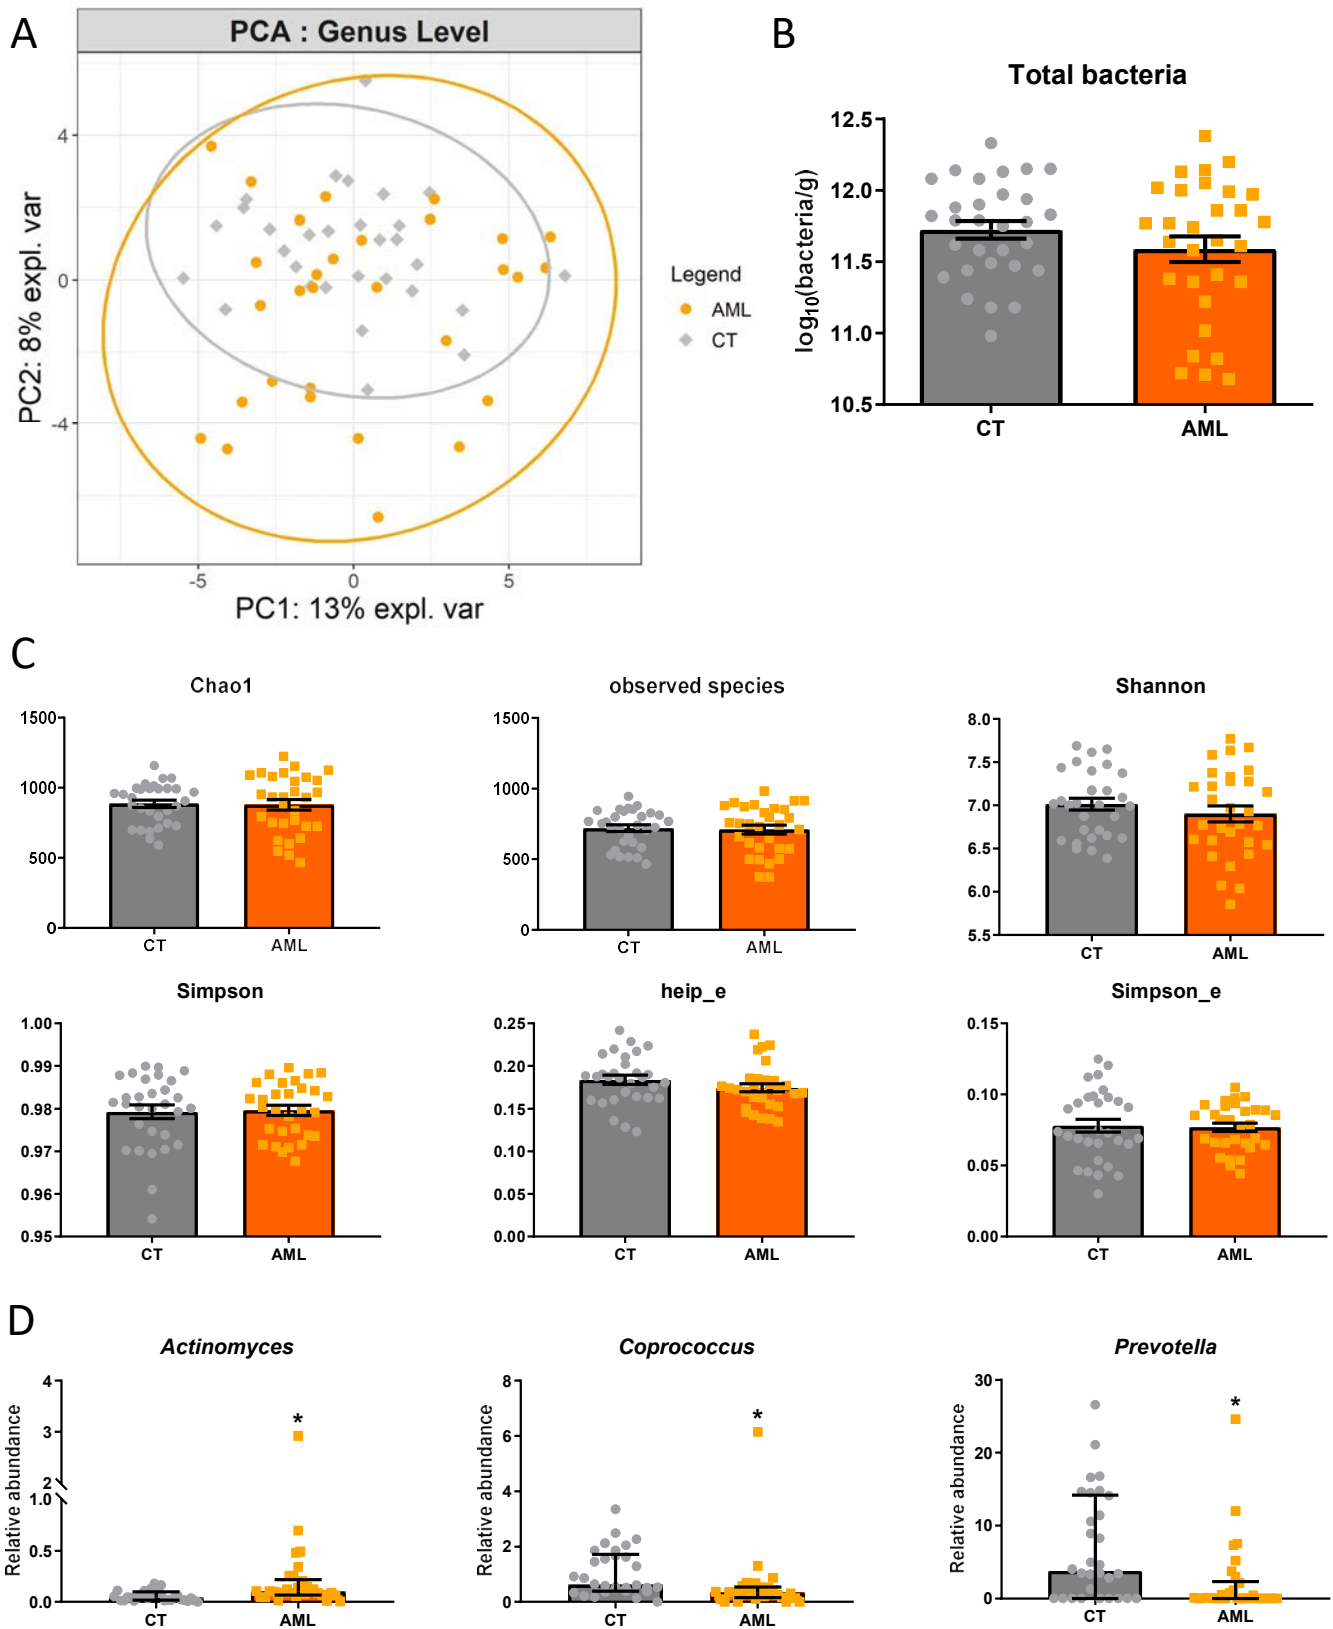 A
PCA : Genus Level
4
0
-4
PC2: 8% expl. var
-5
0
5
PC1: 13% expl. var
Legend
AML
CT
B
Total bacteria
12.5
12.0
11.5
11.0
10.5
log10(bacteria/g)
CT
AML
C
Chao1
1500
1000
500
0
CT
AML
observed species
1500
1000
500
0
CT
AML
Shannon
8.0
7.5
7.0
6.5
6.0
5.5
CT
AML
Simpson
1.00
0.99
0.98
0.97
0.96
0.95
CT
AML
heip_e
0.25
0.20
0.15
0.10
0.05
0.00
CT
AML
Simpson_e
0.15
0.10
0.05
0.00
CT
AML
D
Actinomyces
Relative abundance
4
3
2
1.0
0.5
0.0
*
CT
AML
Coprococcus
Relative abundance
8
6
4
2
0
*
CT
AML
Prevotella
Relative abundance
30
20
10
0
*
CT
AML